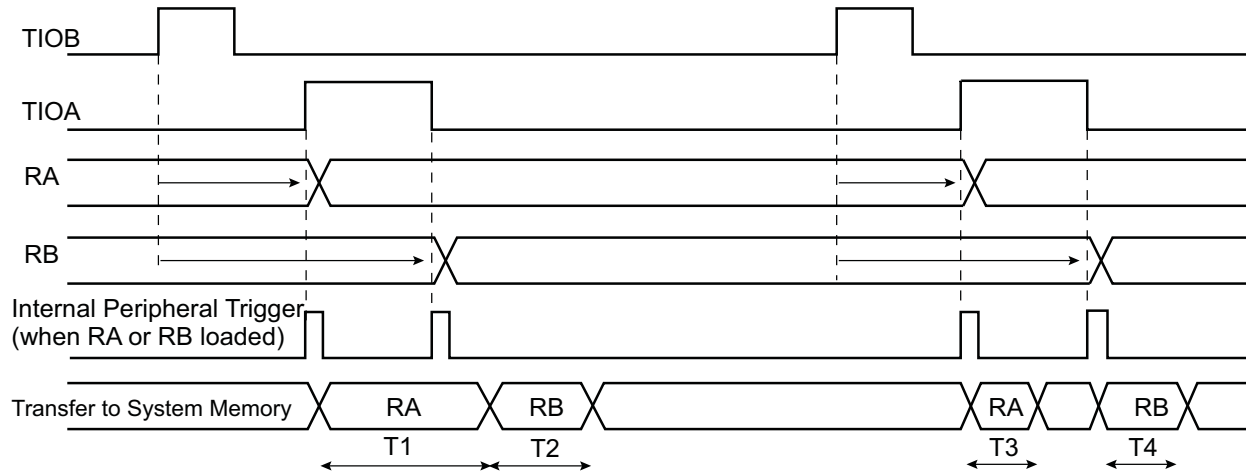 TIOB
TIOA
RA
RB
Internal Peripheral Trigger
(when RA or RB loaded)
Transfer to System Memory RA RB RA RB
T1 T2 T3 T4